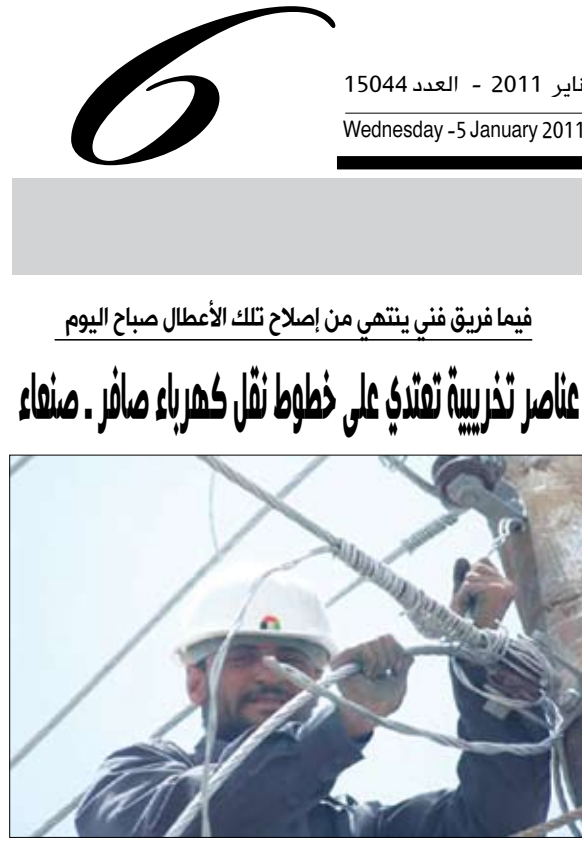 6
ناير 2011 - العدد 15044
Wednesday -5 January 2011
فيما فريق فني ينتهي من إصلاح تلك الأعطال صباح اليوم
عناصر تخريبية تعتدي على خطوط نقل كهرباء صافر ـ صنعاء